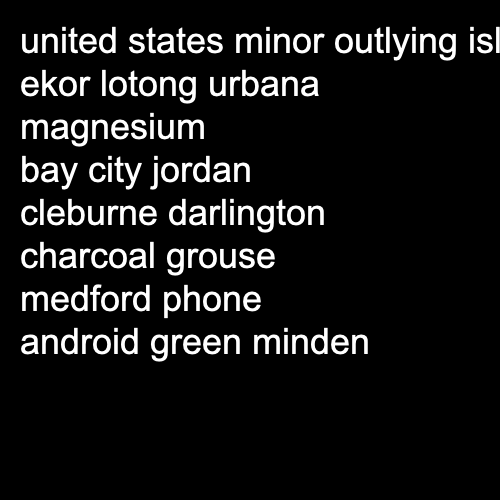 united states minor outlying isl
ekor lotong urbana
magnesium
bay city jordan
cleburne darlington
charcoal grouse
medford phone
android green minden